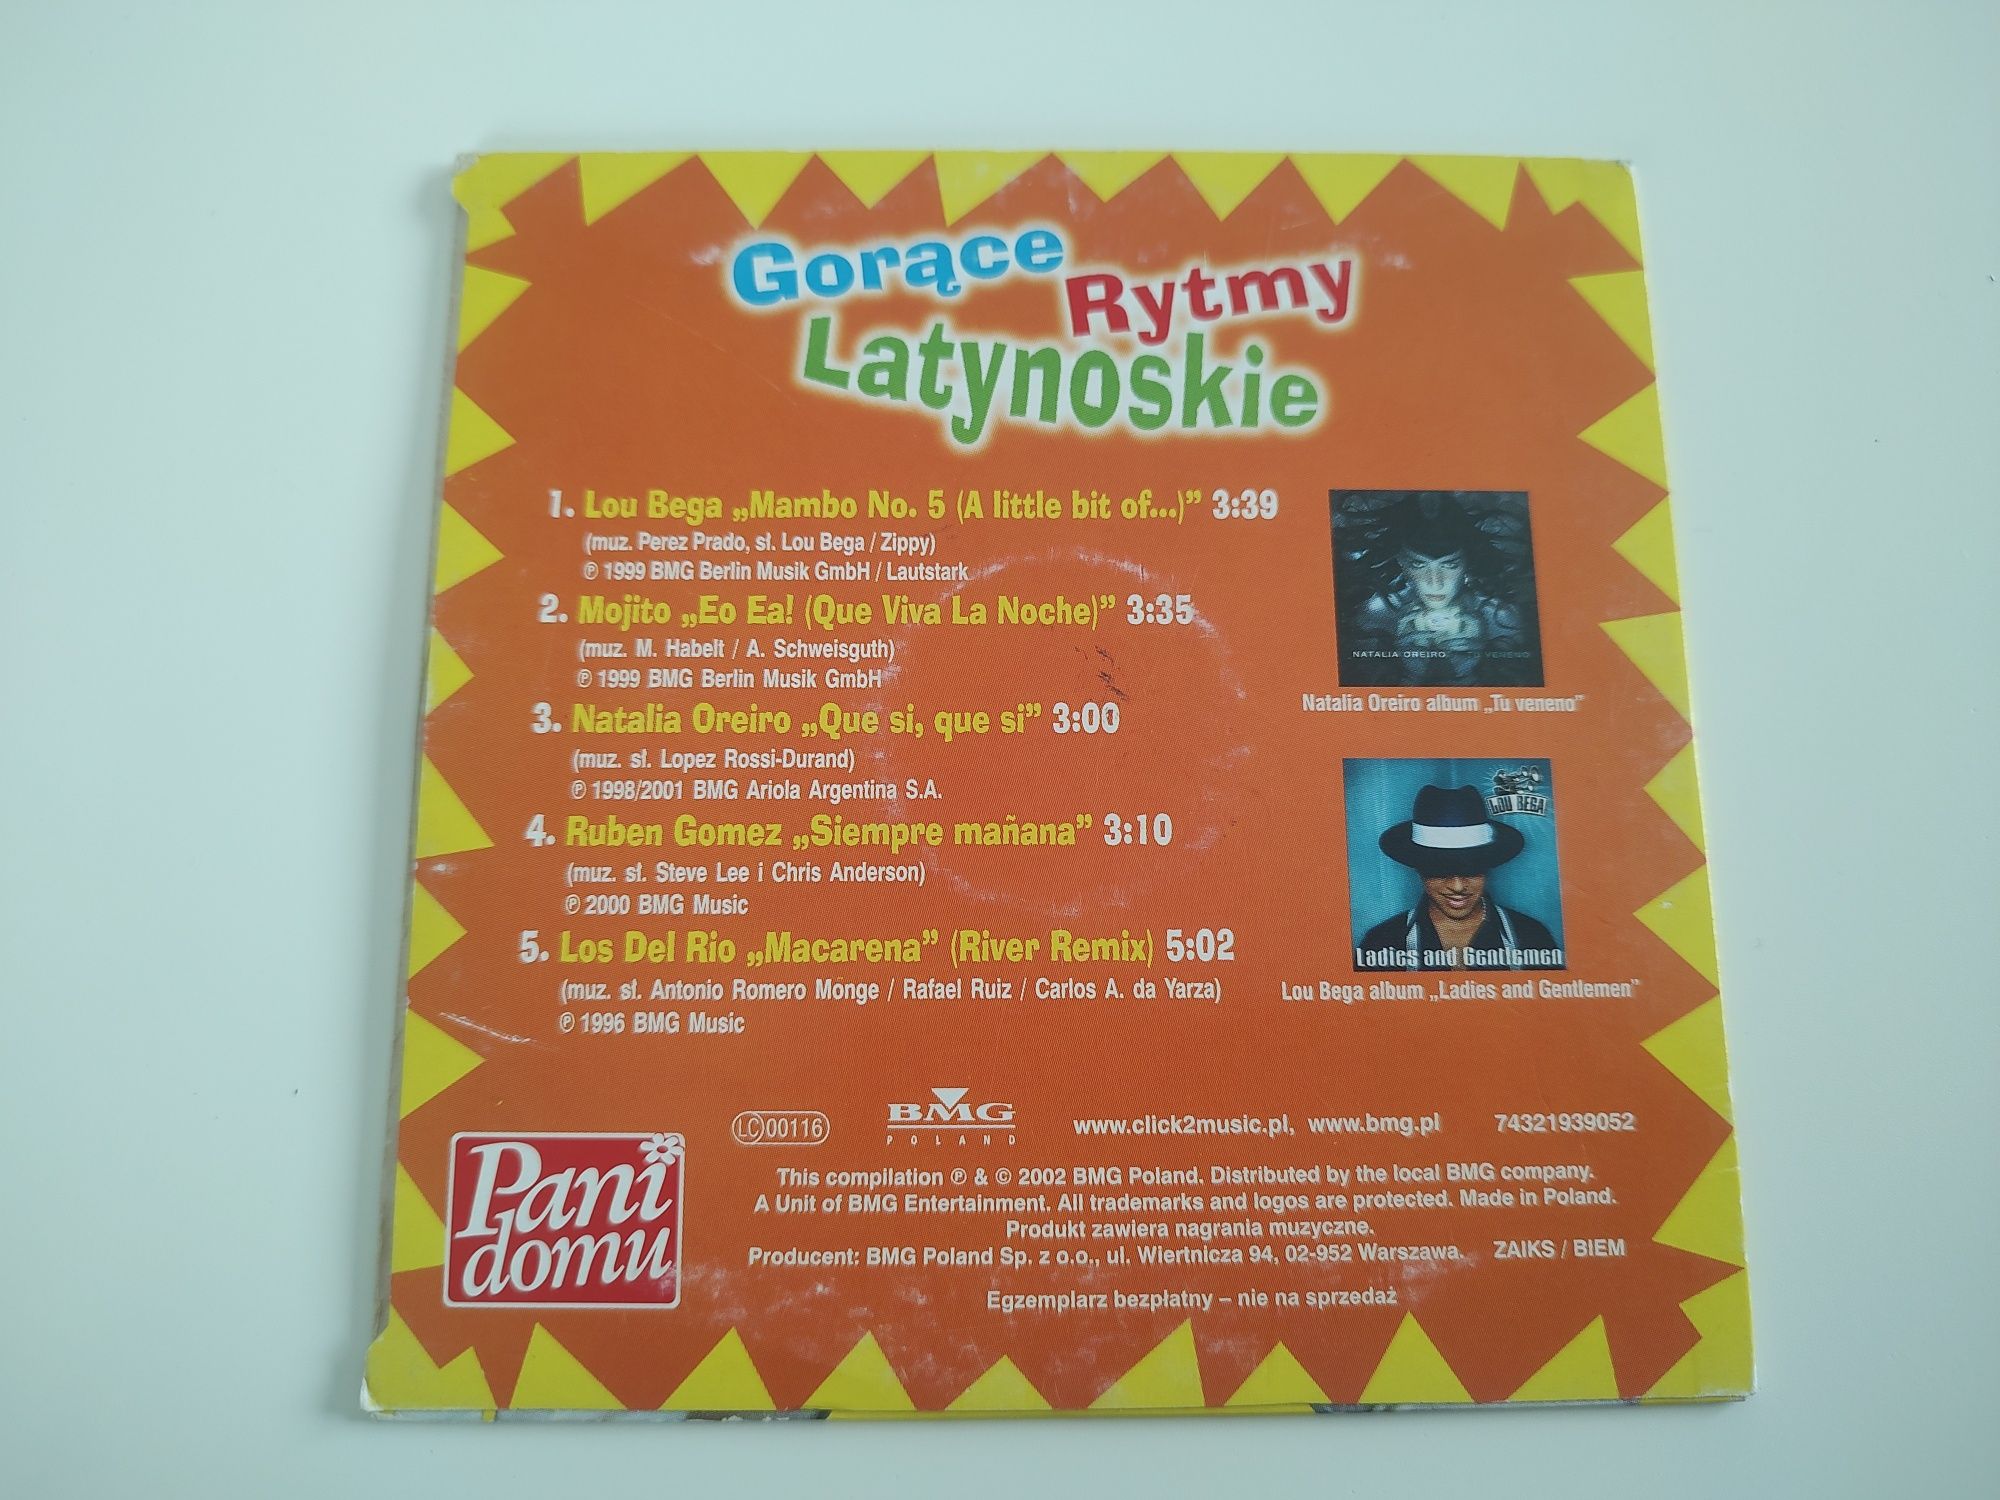 Gorące
Rytmy
Latynoskie
1. Lou Bega „Mambo No. 5 (A little bit of...)” 3:39
(muz. Perez Prado, sł. Lou Bega / Zippy)
℗ 1999 BMG Berlin Musik GmbH / Lautstark
2. Mojito „Eo Ea! (Que Viva La Noche)” 3:35
(muz. M. Habelt / A. Schweisguth)
℗ 1999 BMG Berlin Musik GmbH
3. Natalia Oreiro „Que si, que si” 3:00
(muz. sł. Lopez Rossi-Durand)
℗ 1998/2001 BMG Ariola Argentina S.A.
4. Ruben Gomez „Siempre mañana” 3:10
(muz. sł. Steve Lee i Chris Anderson)
℗ 2000 BMG Music
5. Los Del Rio „Macarena” (River Remix) 5:02
(muz. sł. Antonio Romero Monge / Rafael Ruiz / Carlos A. da Yarza)
℗ 1996 BMG Music
NATALIA OREIRO TU VENENO
Natalia Oreiro album „Tu veneno”
LOU BEGA
Ladies and Gentlemen
Lou Bega album „Ladies and Gentlemen”
LC 00116
BMG
POLAND
www.click2music.pl, www.bmg.pl 74321939052
Pani
domu
This compilation ℗ & © 2002 BMG Poland. Distributed by the local BMG company.
A Unit of BMG Entertainment. All trademarks and logos are protected. Made in Poland.
Produkt zawiera nagrania muzyczne.
Producent: BMG Poland Sp. z o.o., ul. Wiertnicza 94, 02-952 Warszawa. ZAIKS / BIEM
Egzemplarz bezpłatny – nie na sprzedaż